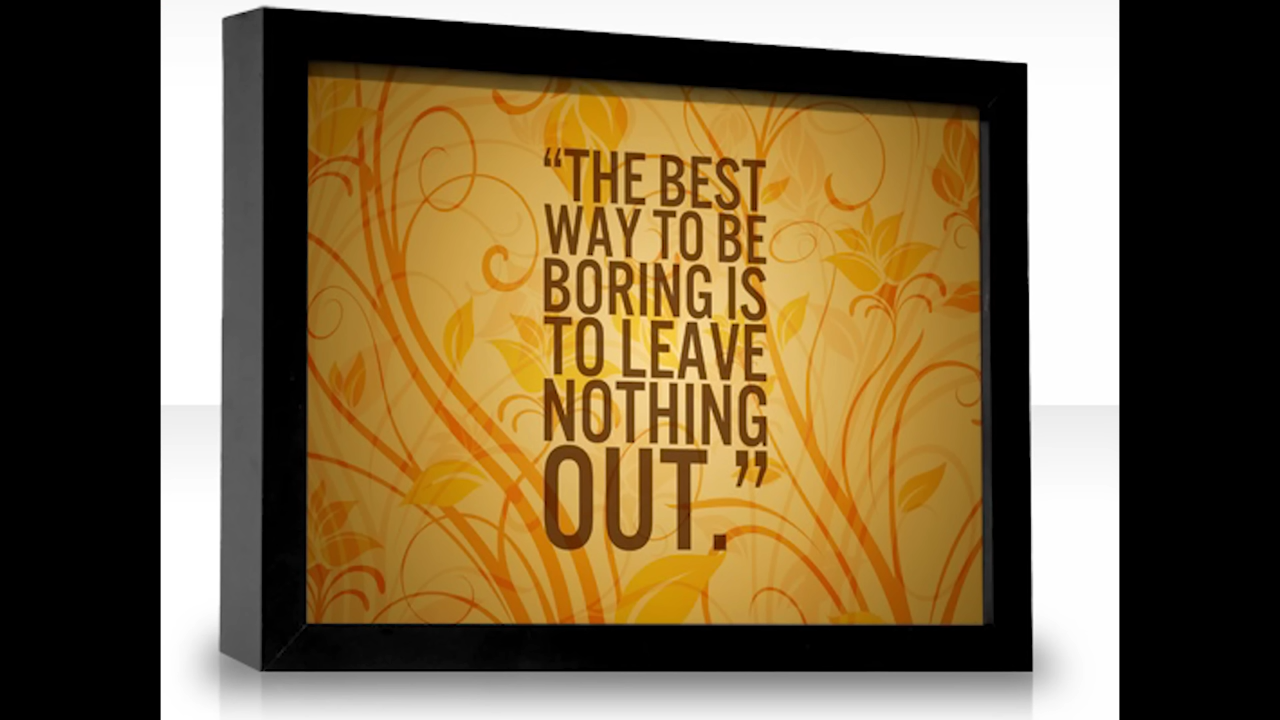 “THE BEST
WAY TO BE
BORING IS
TO LEAVE
NOTHING
OUT.”